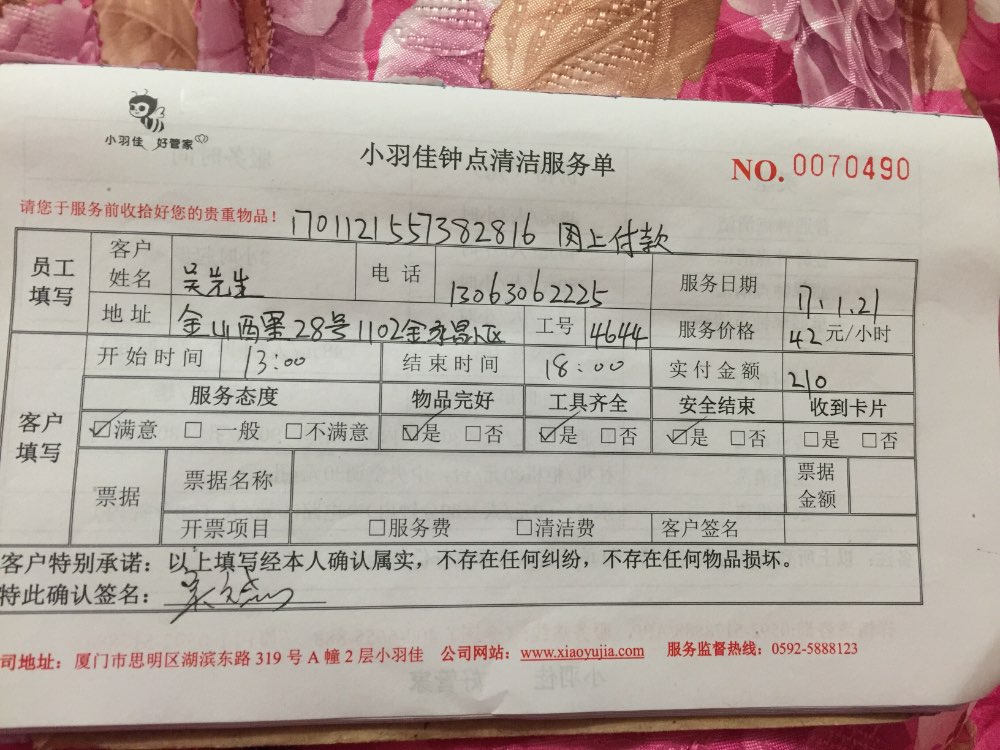 小羽佳 好管家
小羽佳钟点清洁服务单
NO. 0070490
请您于服务前收拾好您的贵重物品！
1701121557382816 网上付款
员工填写 客户姓名 吴先生 电话 13063062225 服务日期 17.1.21
地址 金山西里28号1102金永昌小区 工号 4644 服务价格 42元/小时
客户填写 开始时间 13:00 结束时间 18:00 实付金额 210
服务态度 物品完好 工具齐全 安全结束 收到卡片
☑满意 □一般 □不满意 ☑是 □否 ☑是 □否 ☑是 □否 □是 □否
票据 票据名称 票据金额
开票项目 □服务费 □清洁费 客户签名
客户特别承诺：以上填写经本人确认属实，不存在任何纠纷，不存在任何物品损坏。
特此确认签名：
司地址：厦门市思明区湖滨东路 319 号 A 幢 2 层小羽佳 公司网站：www.xiaoyujia.com 服务监督热线：0592-5888123